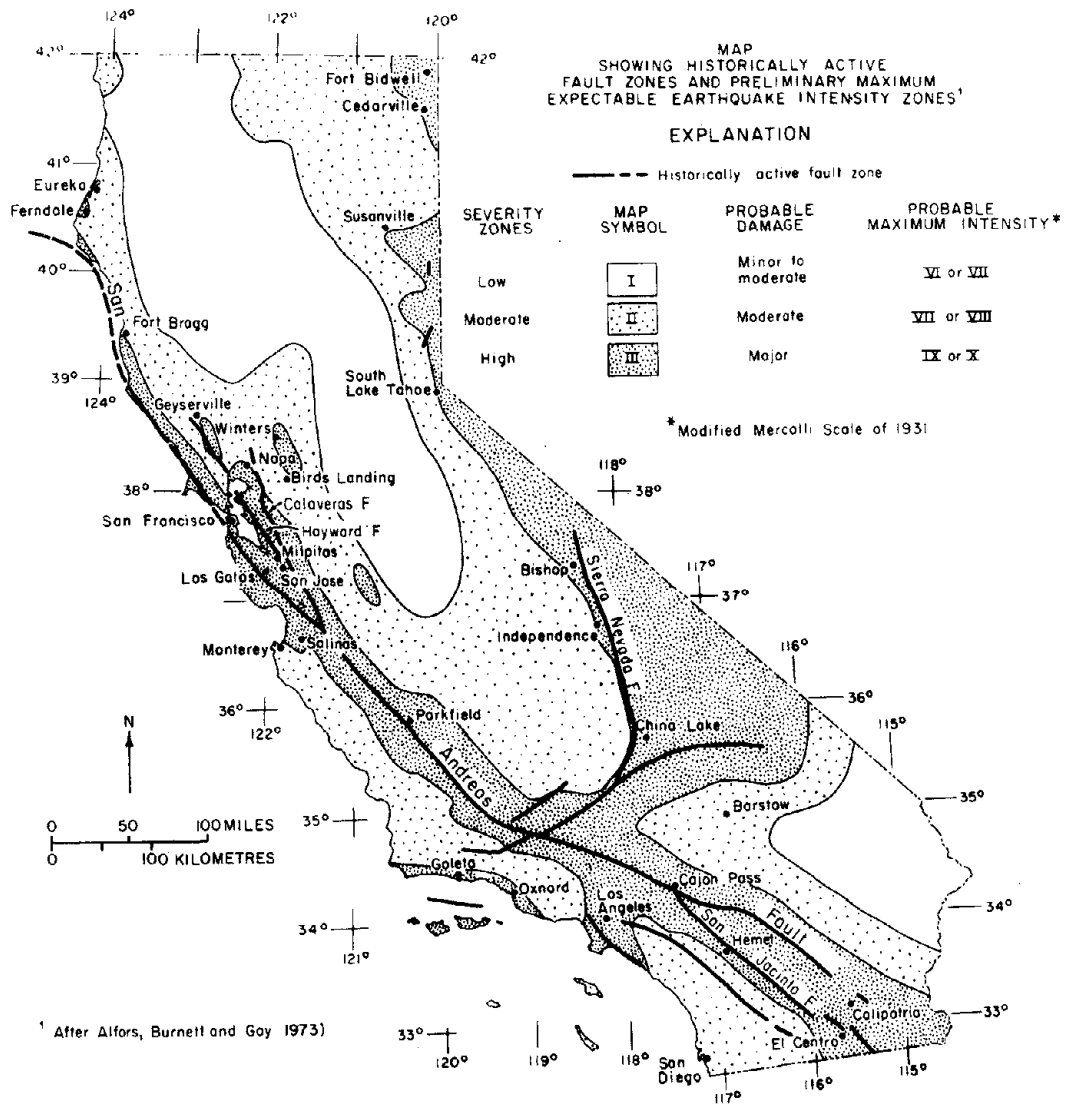 124°
122°
120°
42°
42°
MAP
SHOWING HISTORICALLY ACTIVE
FAULT ZONES AND PRELIMINARY MAXIMUM
EXPECTABLE EARTHQUAKE INTENSITY ZONES¹
EXPLANATION
Historically active fault zone
SEVERITY ZONES
MAP SYMBOL
PROBABLE DAMAGE
PROBABLE MAXIMUM INTENSITY*
Low
I
Minor to moderate
VI or VII
Moderate
II
Moderate
VII or VIII
High
III
Major
IX or X
*Modified Mercalli Scale of 1931
Fort Bidwell
Cedarville
41°
Eureka
Ferndale
Susanville
40°
San
Fort Bragg
39°
124°
South
Lake Tahoe
Geyserville
Winters
Napa
Birds Landing
38°
Calaveras F
San Francisco
Hayward F
Milpitas
Los Gatos
San Jose
118°
38°
Bishop
Sierra Nevada F
117°
37°
Independence
Monterey
Salinas
116°
36°
36°
122°
Parkfield
China Lake
115°
N
Andreas
Barstow
35°
35°
0 50 100 MILES
0 100 KILOMETRES
Goleta
Oxnard
Los
Angeles
Cajon Pass
Fault
34°
34°
121°
San
Hemet
Jacinto F
Calipatria
33°
El Centro
¹ After Alfors, Burnett and Gay 1973)
33°
120°
119°
118°
San
Diego
117°
116°
115°